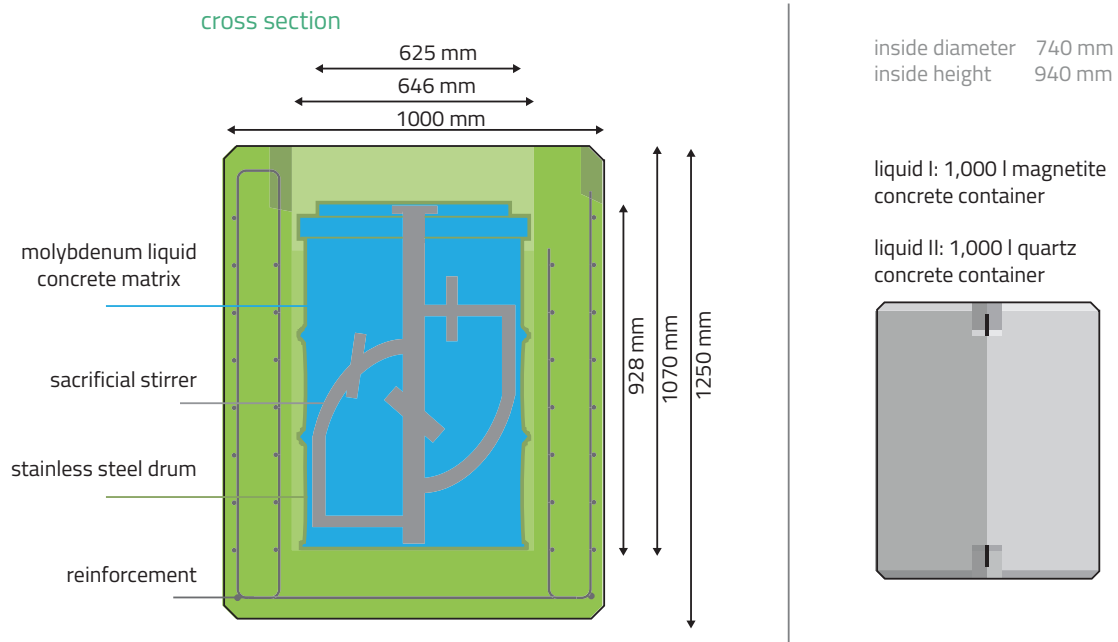 cross section
625 mm
646 mm
1000 mm
molybdenum liquid
concrete matrix
sacrificial stirrer
stainless steel drum
reinforcement
928 mm
1070 mm
1250 mm
inside diameter 740 mm
inside height 940 mm
liquid I: 1,000 l magnetite
concrete container
liquid II: 1,000 l quartz
concrete container